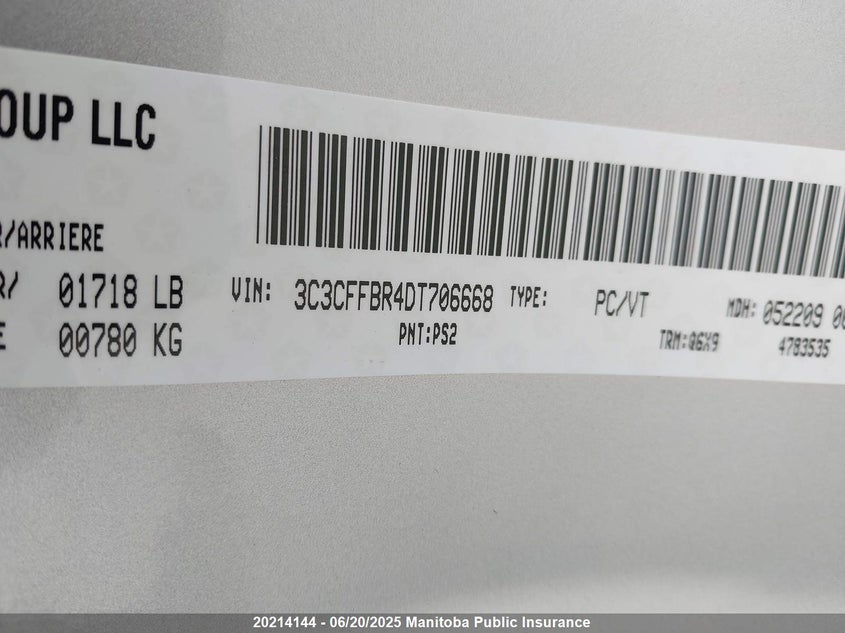 OUP LLC
R/ARRIERE
R/ 01718 LB VIN: 3C3CFFBR4DT706668 TYPE: PC/VT MDH: 052209
E 00780 KG PNT:PS2 TRM:Q6X9 4783535
20214144 - 06/20/2025 Manitoba Public Insurance